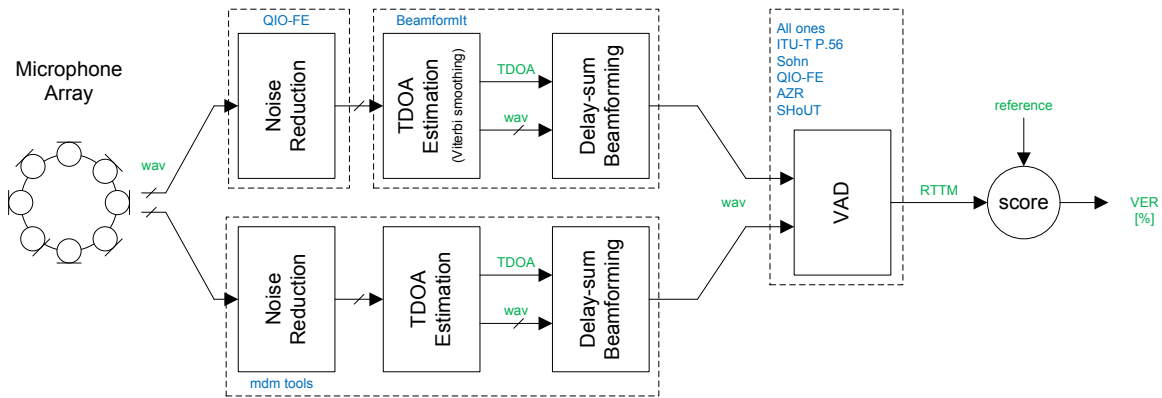 QIO-FE
BeamformIt
Microphone
Array
wav
Noise
Reduction
TDOA
Estimation
(Viterbi smoothing)
TDOA
wav
Delay-sum
Beamforming
All ones
ITU-T P.56
Sohn
QIO-FE
AZR
SHoUT
VAD
wav
RTTM
reference
score
VER
[%]
Noise
Reduction
TDOA
Estimation
TDOA
wav
Delay-sum
Beamforming
mdm tools